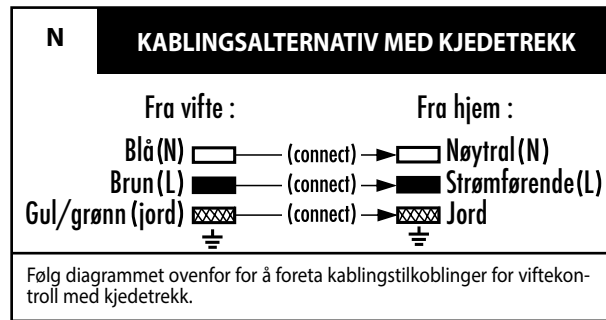 N
KABLINGSALTERNATIV MED KJEDETREKK
Fra vifte :
Fra hjem :
Blå (N) (connect) Nøytral (N)
Brun (L) (connect) Strømførende (L)
Gul/grønn (jord) (connect) Jord
Følg diagrammet ovenfor for å foreta kablingstilkoblinger for viftekon-
troll med kjedetrekk.